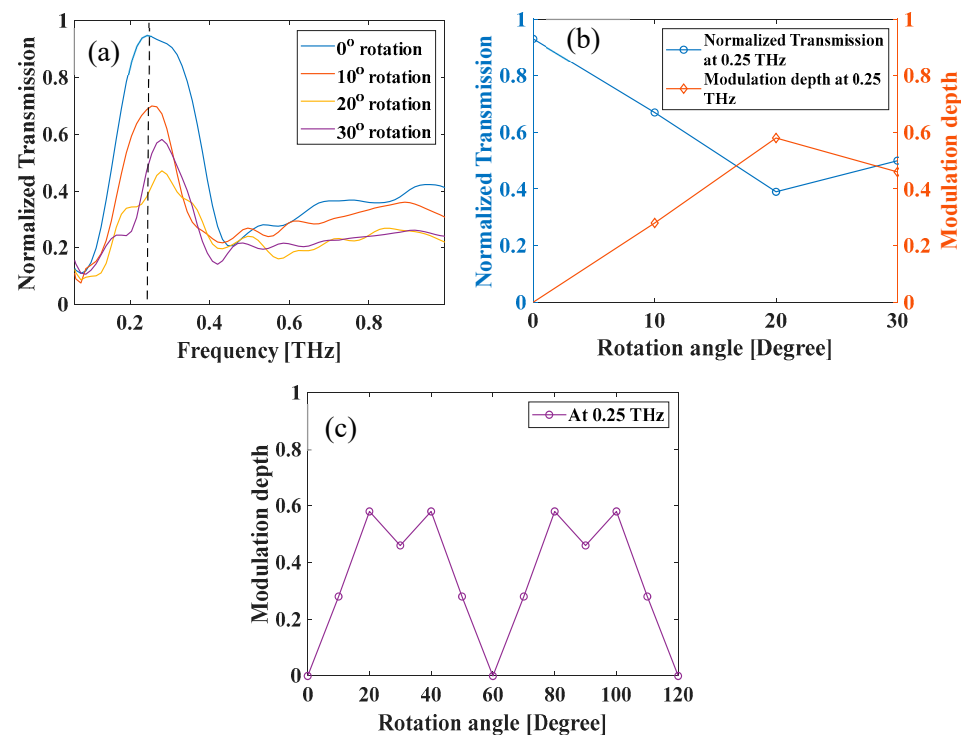 (a)
1
0.8
0.6
0.4
0.2
0
Normalized Transmission
0° rotation
10° rotation
20° rotation
30° rotation
0.2
0.4
0.6
0.8
Frequency [THz]
(b)
1
0.8
0.6
0.4
0.2
0
Normalized Transmission
Normalized Transmission
at 0.25 THz
Modulation depth at 0.25
THz
1
0.8
0.6
0.4
0.2
0
Modulation depth
0
10
20
30
Rotation angle [Degree]
(c)
1
0.8
0.6
0.4
0.2
0
Modulation depth
At 0.25 THz
0
20
40
60
80
100
120
Rotation angle [Degree]